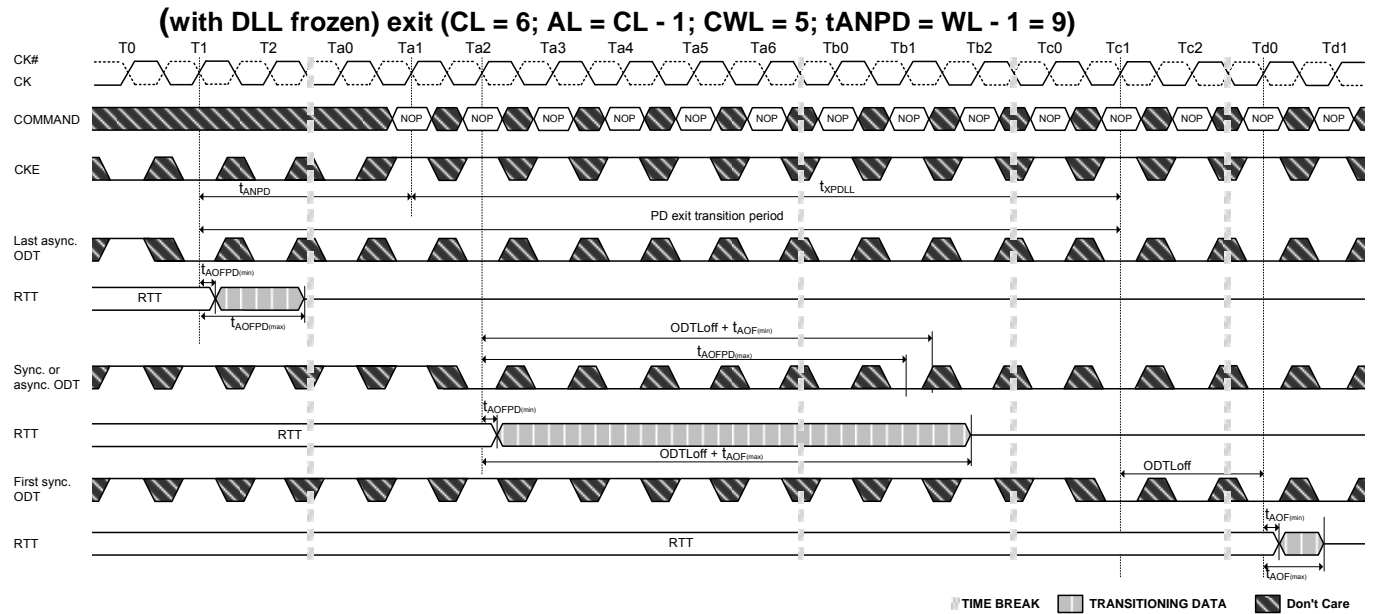 (with DLL frozen) exit (CL = 6; AL = CL - 1; CWL = 5; tANPD = WL - 1 = 9)
T0 T1 T2 Ta0 Ta1 Ta2 Ta3 Ta4 Ta5 Ta6 Tb0 Tb1 Tb2 Tc0 Tc1 Tc2 Td0 Td1
CK#
CK
COMMAND NOP NOP NOP NOP NOP NOP NOP NOP NOP NOP NOP NOP NOP NOP
CKE
tANPD tXPDLL
PD exit transition period
Last async.
ODT
tAOFPD(min)
RTT RTT
tAOFPD(max)
ODTLoff + tAOF(min)
tAOFPD(max)
Sync. or
async. ODT
tAOFPD(min)
RTT RTT
ODTLoff + tAOF(max)
ODTLoff
First sync.
ODT
tAOF(min)
RTT RTT
tAOF(max)
TIME BREAK TRANSITIONING DATA Don't Care